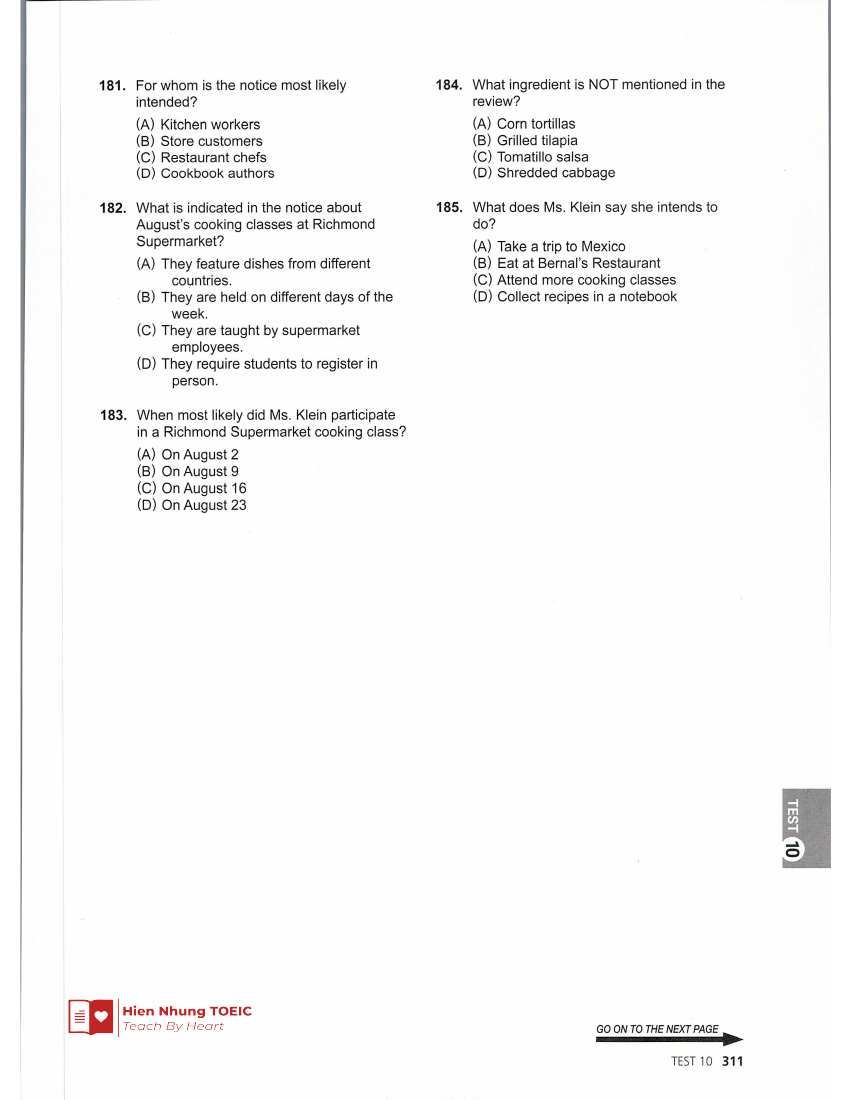 181. For whom is the notice most likely
intended?
(A) Kitchen workers
(B) Store customers
(C) Restaurant chefs
(D) Cookbook authors
182. What is indicated in the notice about
August's cooking classes at Richmond
Supermarket?
(A) They feature dishes from different
countries.
(B) They are held on different days of the
week.
(C) They are taught by supermarket
employees.
(D) They require students to register in
person.
183. When most likely did Ms. Klein participate
in a Richmond Supermarket cooking class?
(A) On August 2
(B) On August 9
(C) On August 16
(D) On August 23
184. What ingredient is NOT mentioned in the
review?
(A) Corn tortillas
(B) Grilled tilapia
(C) Tomatillo salsa
(D) Shredded cabbage
185. What does Ms. Klein say she intends to
do?
(A) Take a trip to Mexico
(B) Eat at Bernal's Restaurant
(C) Attend more cooking classes
(D) Collect recipes in a notebook
TEST 10
Hien Nhung TOEIC
Teach By Heart
GO ON TO THE NEXT PAGE
TEST 10 311